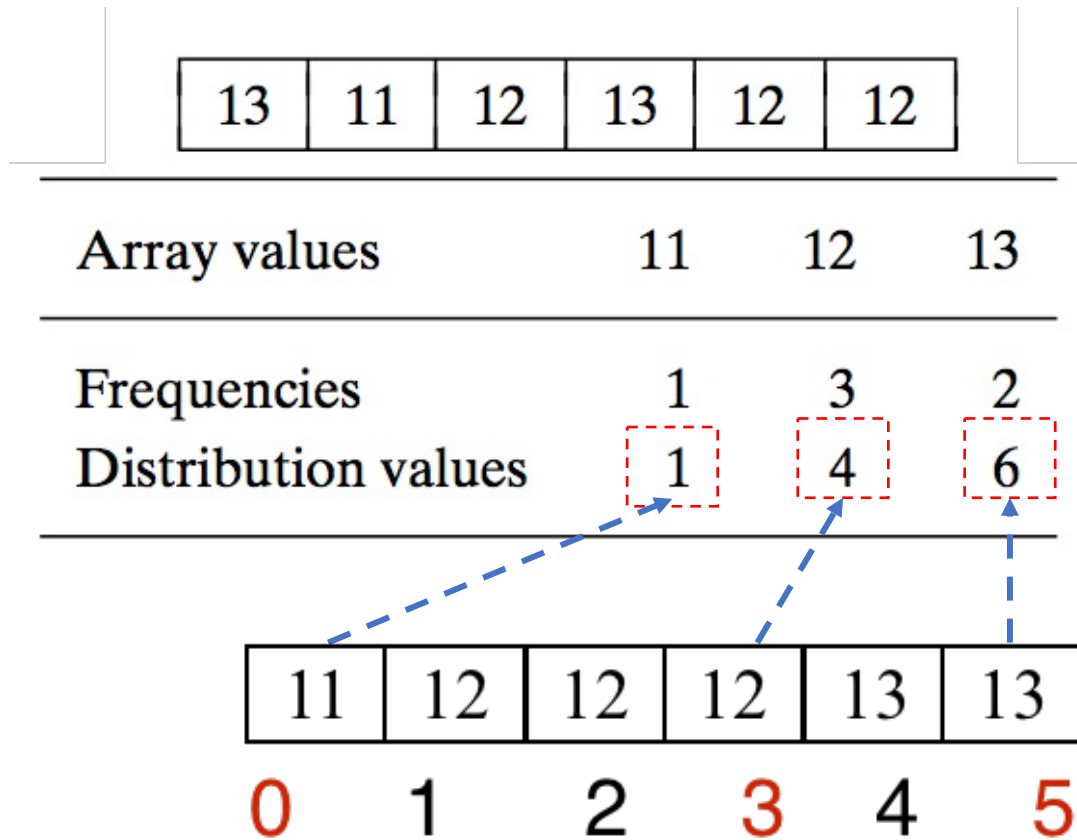 13 11 12 13 12 12
Array values 11 12 13
Frequencies 1 3 2
Distribution values 1 4 6
11 12 12 12 13 13
0 1 2 3 4 5